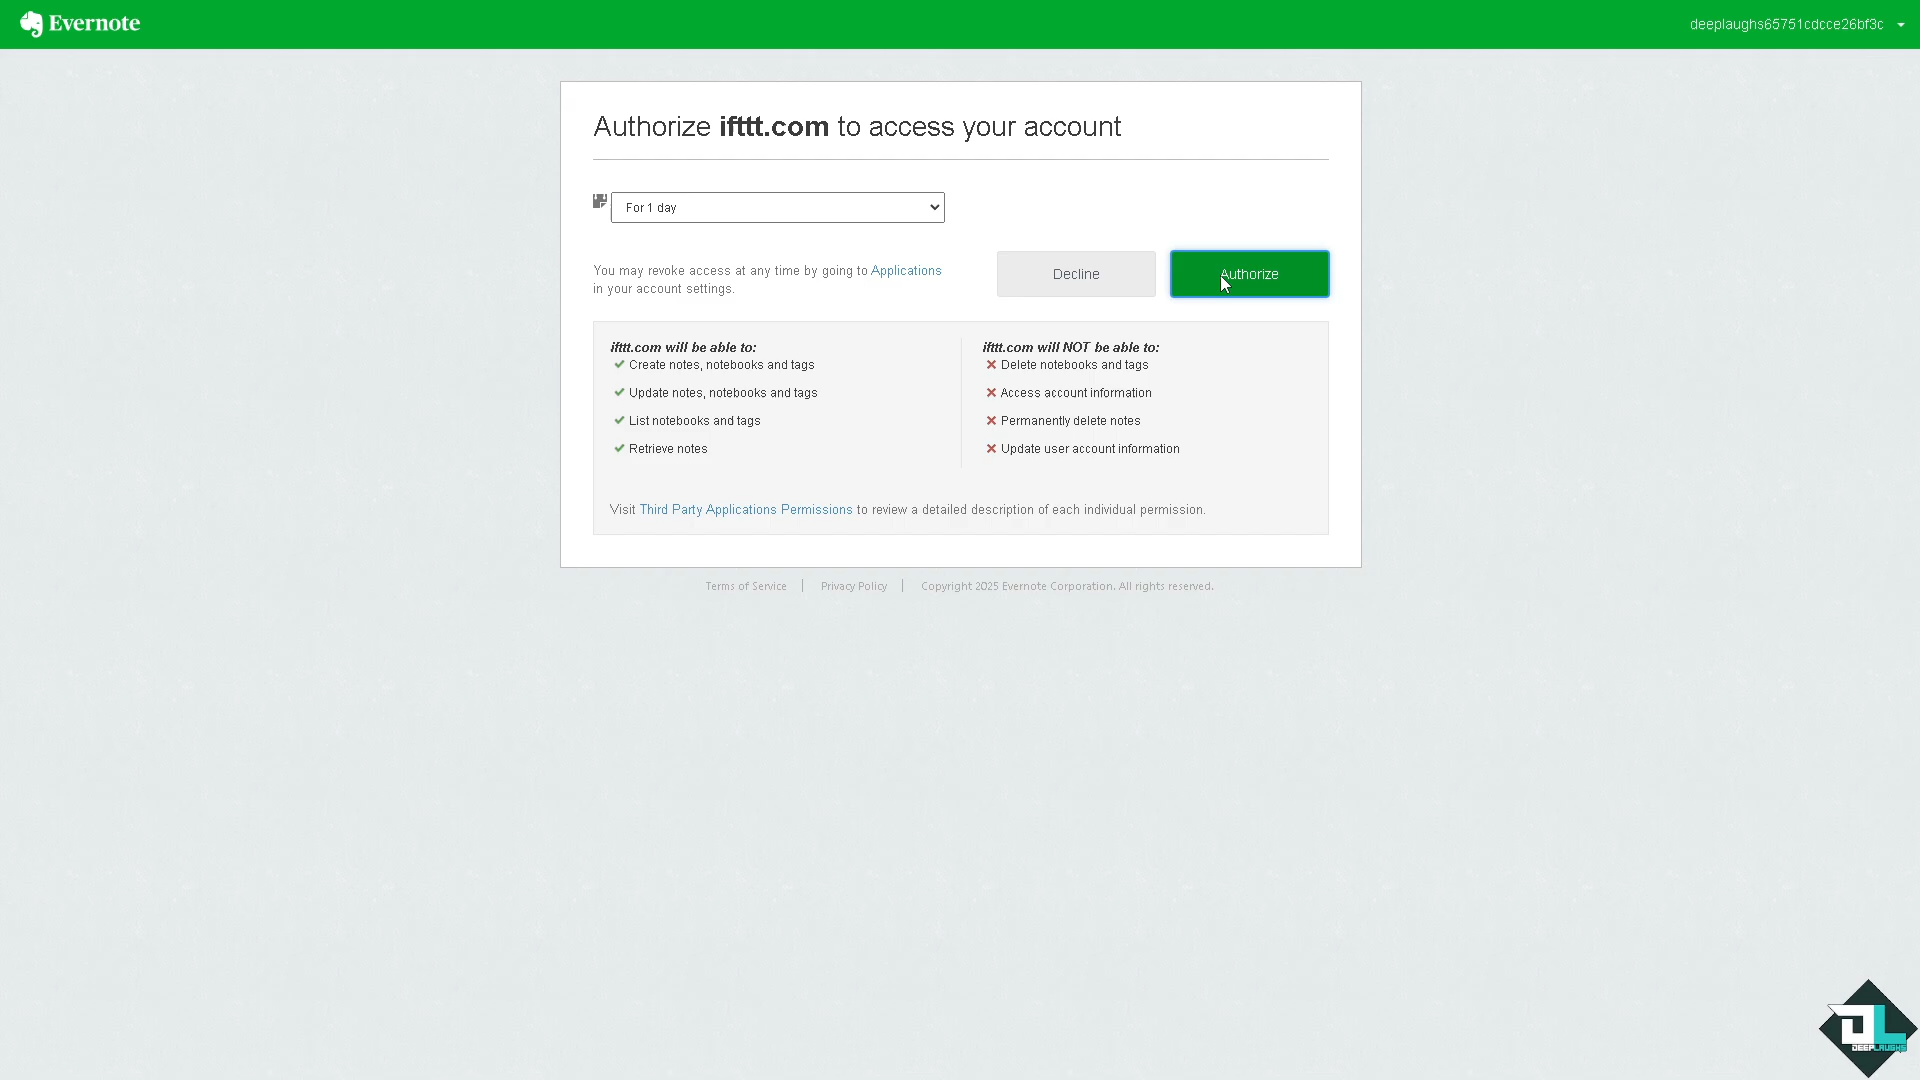 Evernote
deeplaughs65751cdcce26bf3c
Authorize ifttt.com to access your account
For 1 day
You may revoke access at any time by going to Applications
in your account settings.
Decline
Authorize
ifttt.com will be able to:
Create notes, notebooks and tags
Update notes, notebooks and tags
List notebooks and tags
Retrieve notes
ifttt.com will NOT be able to:
Delete notebooks and tags
Access account information
Permanently delete notes
Update user account information
Visit Third Party Applications Permissions to review a detailed description of each individual permission.
Terms of Service
Privacy Policy
Copyright 2025 Evernote Corporation. All rights reserved.
DL
DEEPLAUGHS